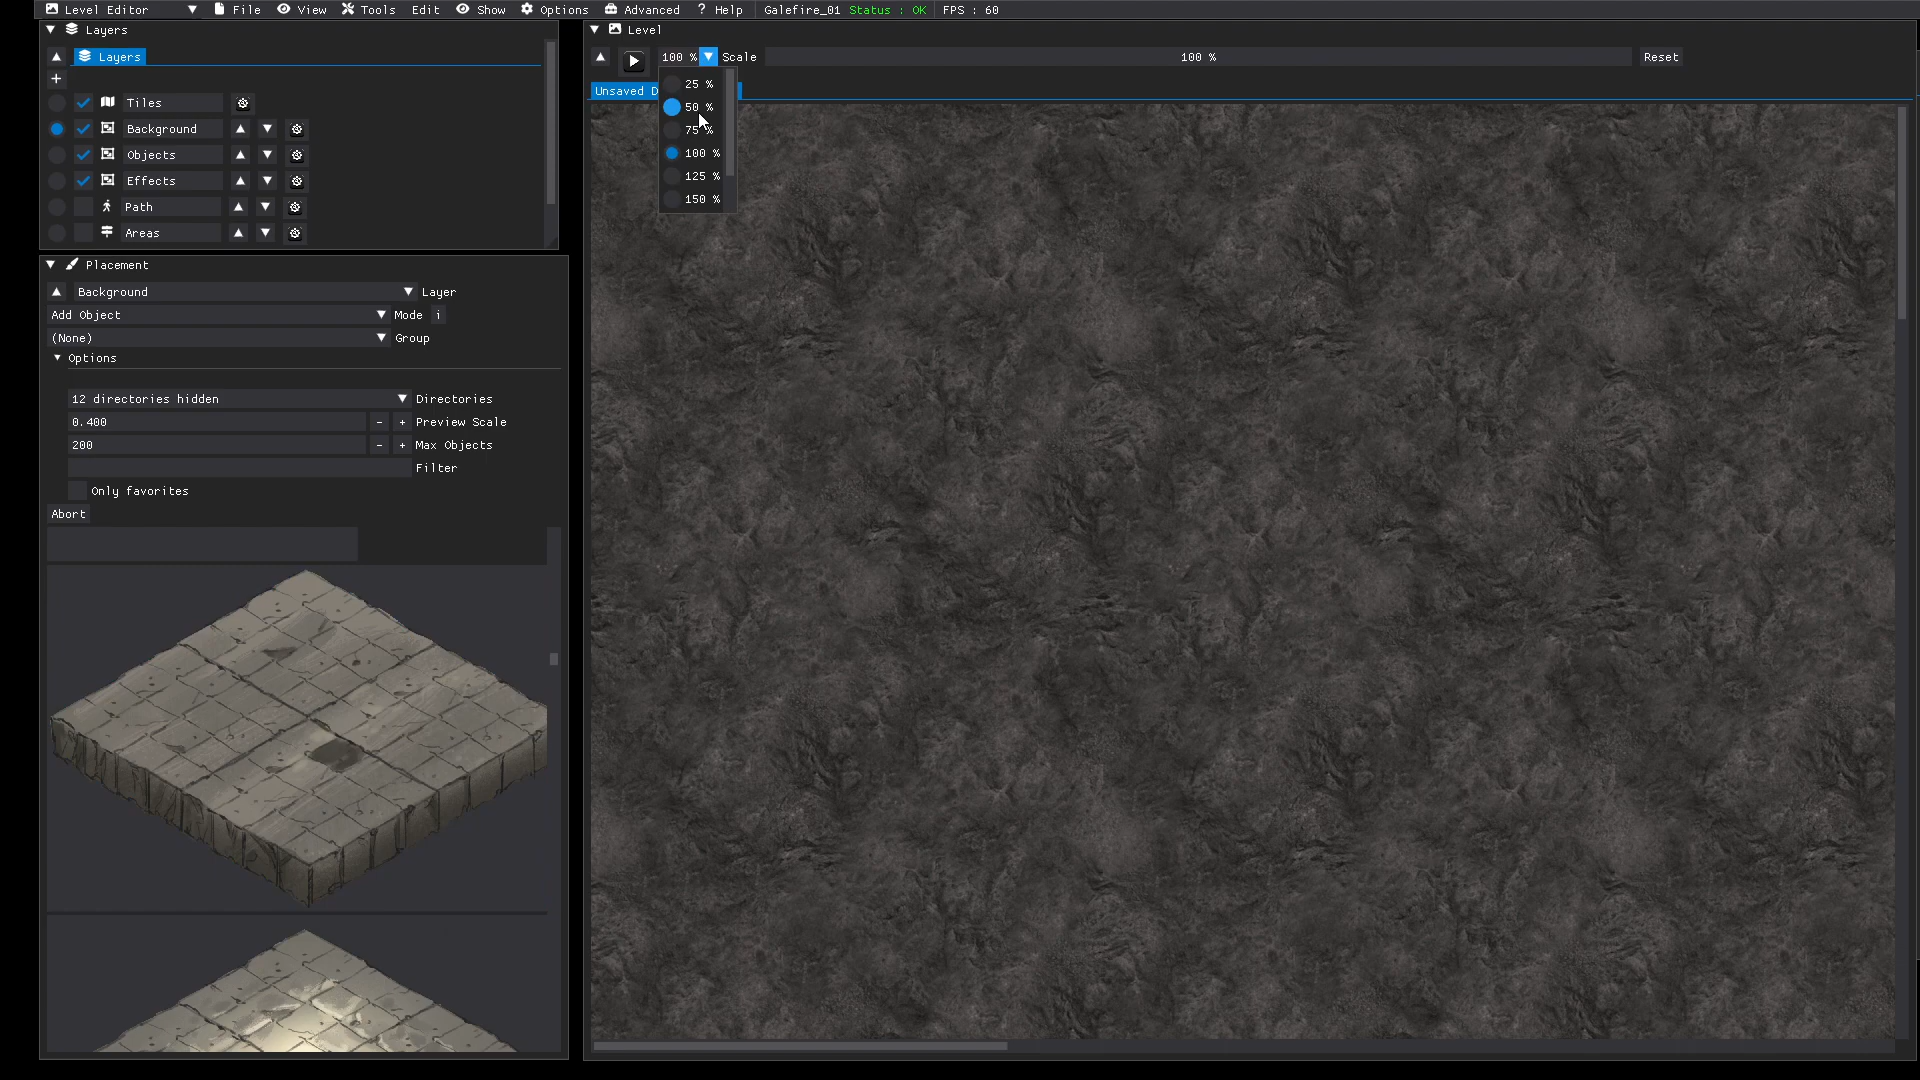 Level Editor File View Tools Edit Show Options Advanced ? Help Galefire_01 Status : OK FPS : 60
Layers
Layers
+
Tiles
Background
Objects
Effects
Path
Areas
Placement
Background Layer
Add Object Mode i
(None) Group
Options
12 directories hidden Directories
0.400 - + Preview Scale
200 - + Max Objects
Filter
Only favorites
Abort
Level
100 % Scale 100 % Reset
Unsaved D
25 %
50 %
75 %
100 %
125 %
150 %